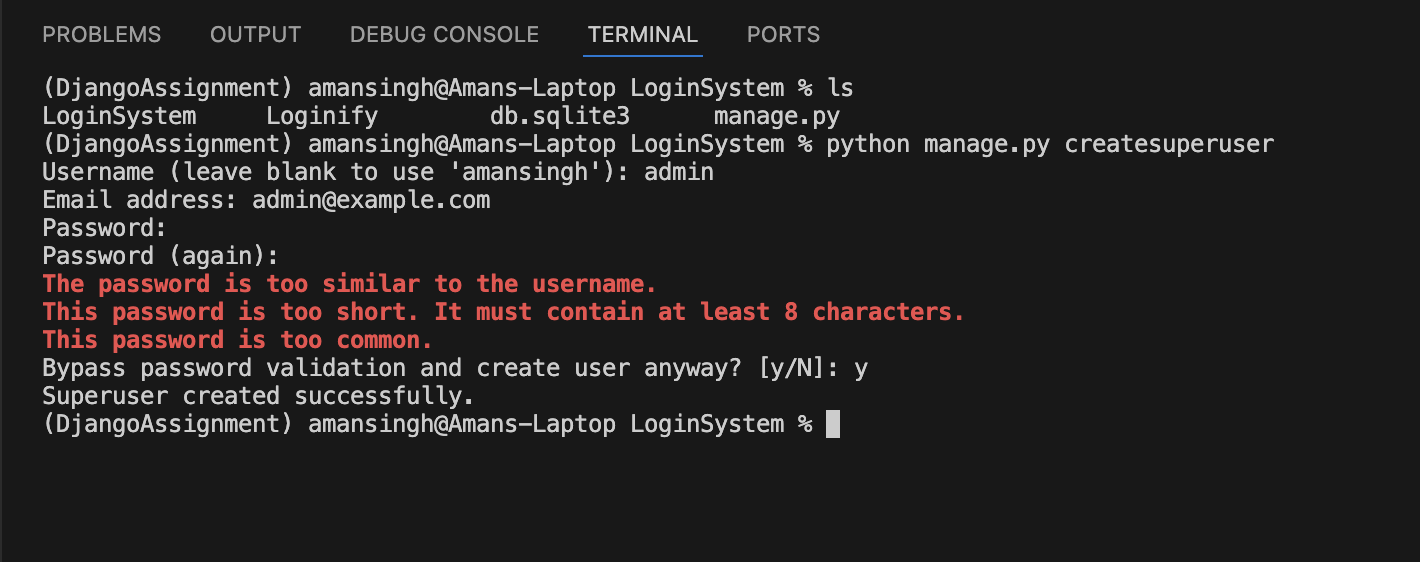 PROBLEMS OUTPUT DEBUG CONSOLE TERMINAL PORTS
(DjangoAssignment) amansingh@Amans-Laptop LoginSystem % ls
LoginSystem Loginify db.sqlite3 manage.py
(DjangoAssignment) amansingh@Amans-Laptop LoginSystem % python manage.py createsuperuser
Username (leave blank to use 'amansingh'): admin
Email address: admin@example.com
Password:
Password (again):
The password is too similar to the username.
This password is too short. It must contain at least 8 characters.
This password is too common.
Bypass password validation and create user anyway? [y/N]: y
Superuser created successfully.
(DjangoAssignment) amansingh@Amans-Laptop LoginSystem %